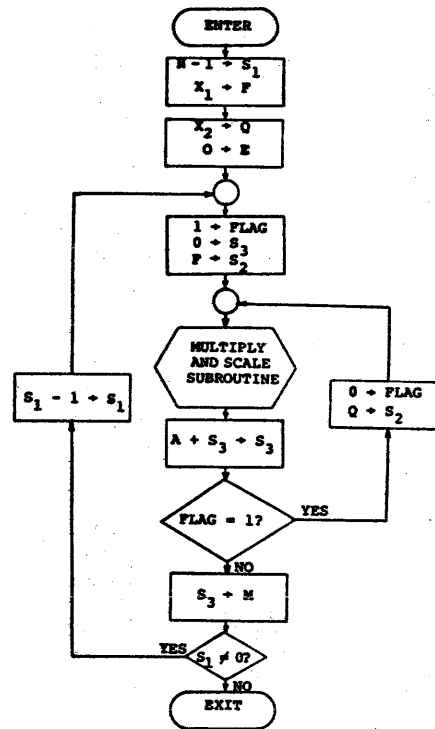 ENTER
N - 1 → S1
X1 → P
X2 → Q
0 → E
1 → FLAG
0 → S3
P → S2
MULTIPLY
AND SCALE
SUBROUTINE
S1 - 1 → S1
0 → FLAG
Q → S2
A + S3 → S3
FLAG = 1?
YES
NO
S3 → M
YES
S1 ≠ 0?
NO
EXIT